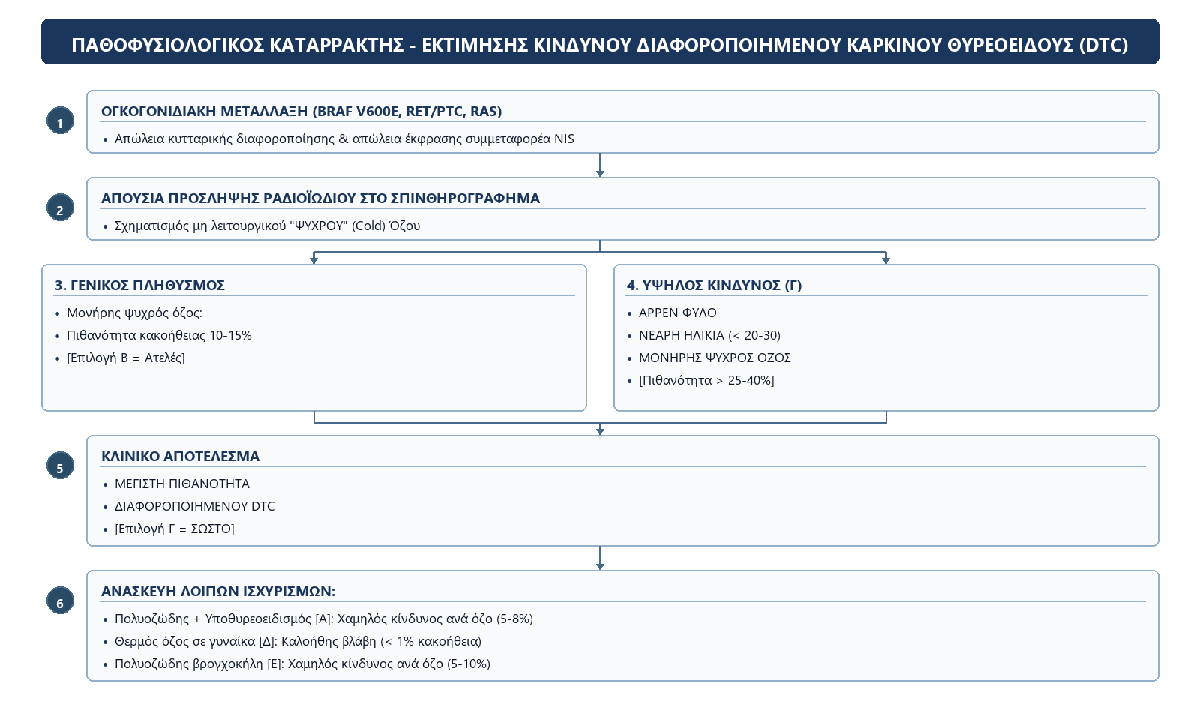 ΠΑΘΟΦΥΣΙΟΛΟΓΙΚΟΣ ΚΑΤΑΡΡΑΚΤΗΣ - ΕΚΤΙΜΗΣΗΣ ΚΙΝΔΥΝΟΥ ΔΙΑΦΟΡΟΠΟΙΗΜΕΝΟΥ ΚΑΡΚΙΝΟΥ ΘΥΡΕΟΕΙΔΟΥΣ (DTC)
1
ΟΓΚΟΓΟΝΙΔΙΑΚΗ ΜΕΤΑΛΛΑΞΗ (BRAF V600E, RET/PTC, RAS)
• Απώλεια κυτταρικής διαφοροποίησης & απώλεια έκφρασης συμμεταφορέα NIS
2
ΑΠΟΥΣΙΑ ΠΡΟΣΛΗΨΗΣ ΡΑΔΙΟΪΩΔΙΟΥ ΣΤΟ ΣΠΙΝΘΗΡΟΓΡΑΦΗΜΑ
• Σχηματισμός μη λειτουργικού "ΨΥΧΡΟΥ" (Cold) Όζου
3. ΓΕΝΙΚΟΣ ΠΛΗΘΥΣΜΟΣ
• Μονήρης ψυχρός όζος:
• Πιθανότητα κακοήθειας 10-15%
• [Επιλογή Β = Ατελές]
4. ΥΨΗΛΟΣ ΚΙΝΔΥΝΟΣ (Γ)
• ΑΡΡΕΝ ΦΥΛΟ
• ΝΕΑΡΗ ΗΛΙΚΙΑ (< 20-30)
• ΜΟΝΗΡΗΣ ΨΥΧΡΟΣ ΟΖΟΣ
• [Πιθανότητα > 25-40%]
5
ΚΛΙΝΙΚΟ ΑΠΟΤΕΛΕΣΜΑ
• ΜΕΓΙΣΤΗ ΠΙΘΑΝΟΤΗΤΑ
• ΔΙΑΦΟΡΟΠΟΙΗΜΕΝΟΥ DTC
• [Επιλογή Γ = ΣΩΣΤΟ]
6
ΑΝΑΣΚΕΥΗ ΛΟΙΠΩΝ ΙΣΧΥΡΙΣΜΩΝ:
• Πολυοζώδης + Υποθυρεοειδισμός [Α]: Χαμηλός κίνδυνος ανά όζο (5-8%)
• Θερμός όζος σε γυναίκα [Δ]: Καλοήθης βλάβη (< 1% κακοήθεια)
• Πολυοζώδης βρογχοκήλη [Ε]: Χαμηλός κίνδυνος ανά όζο (5-10%)